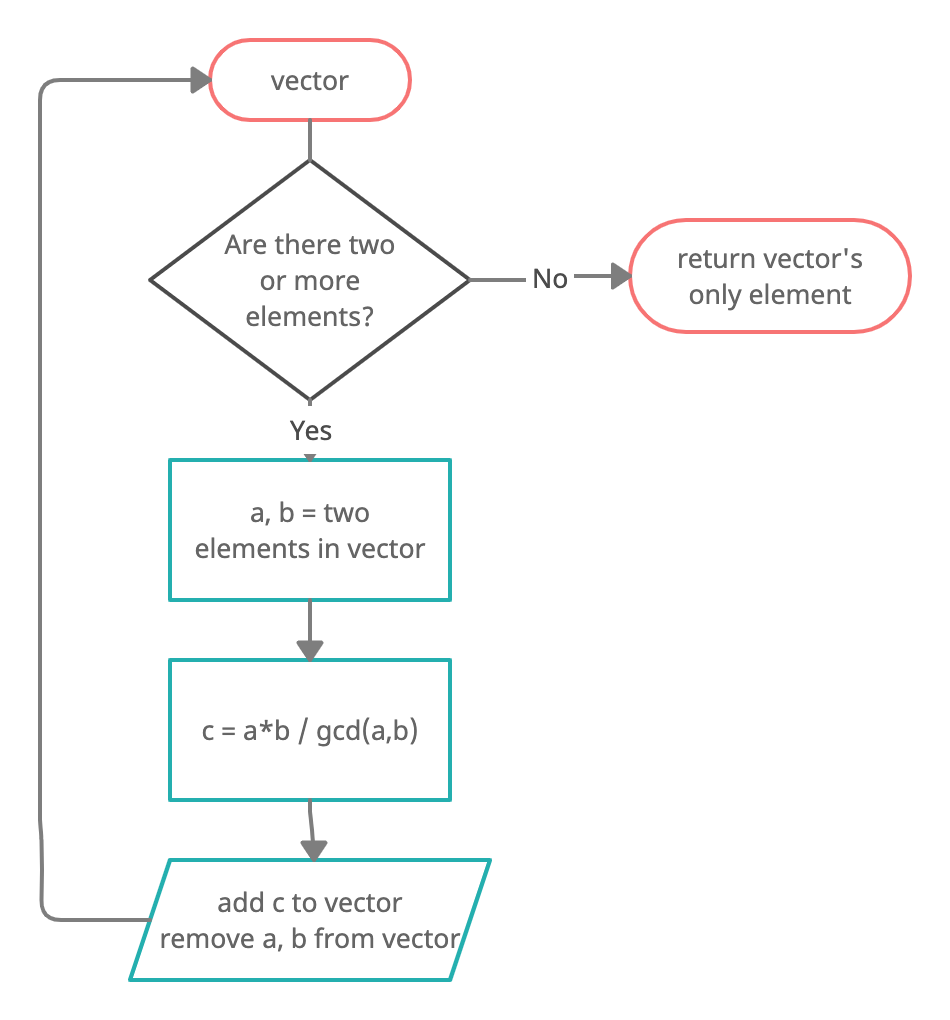 vector
Are there two
or more
elements?
No
return vector's
only element
Yes
a, b = two
elements in vector
c = a*b / gcd(a,b)
add c to vector
remove a, b from vector